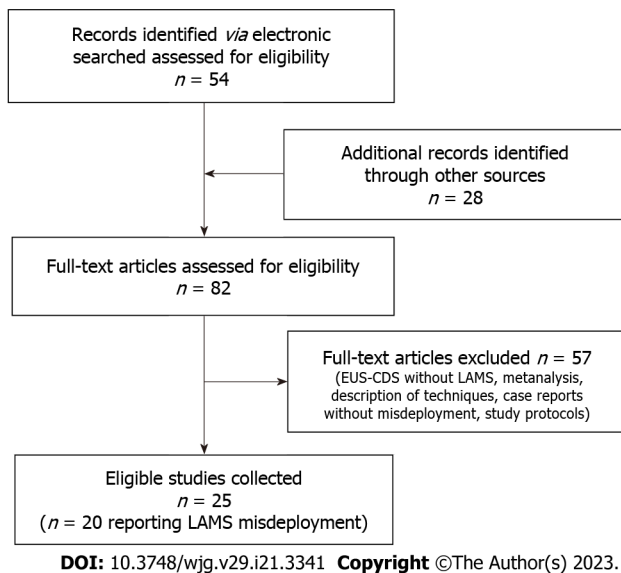 Records identified via electronic
searched assessed for eligibility
n = 54
Additional records identified
through other sources
n = 28
Full-text articles assessed for eligibility
n = 82
Full-text articles excluded n = 57
(EUS-CDS without LAMS, metanalysis,
description of techniques, case reports
without misdeployment, study protocols)
Eligible studies collected
n = 25
(n = 20 reporting LAMS misdeployment)
DOI: 10.3748/wjg.v29.i21.3341 Copyright ©The Author(s) 2023.